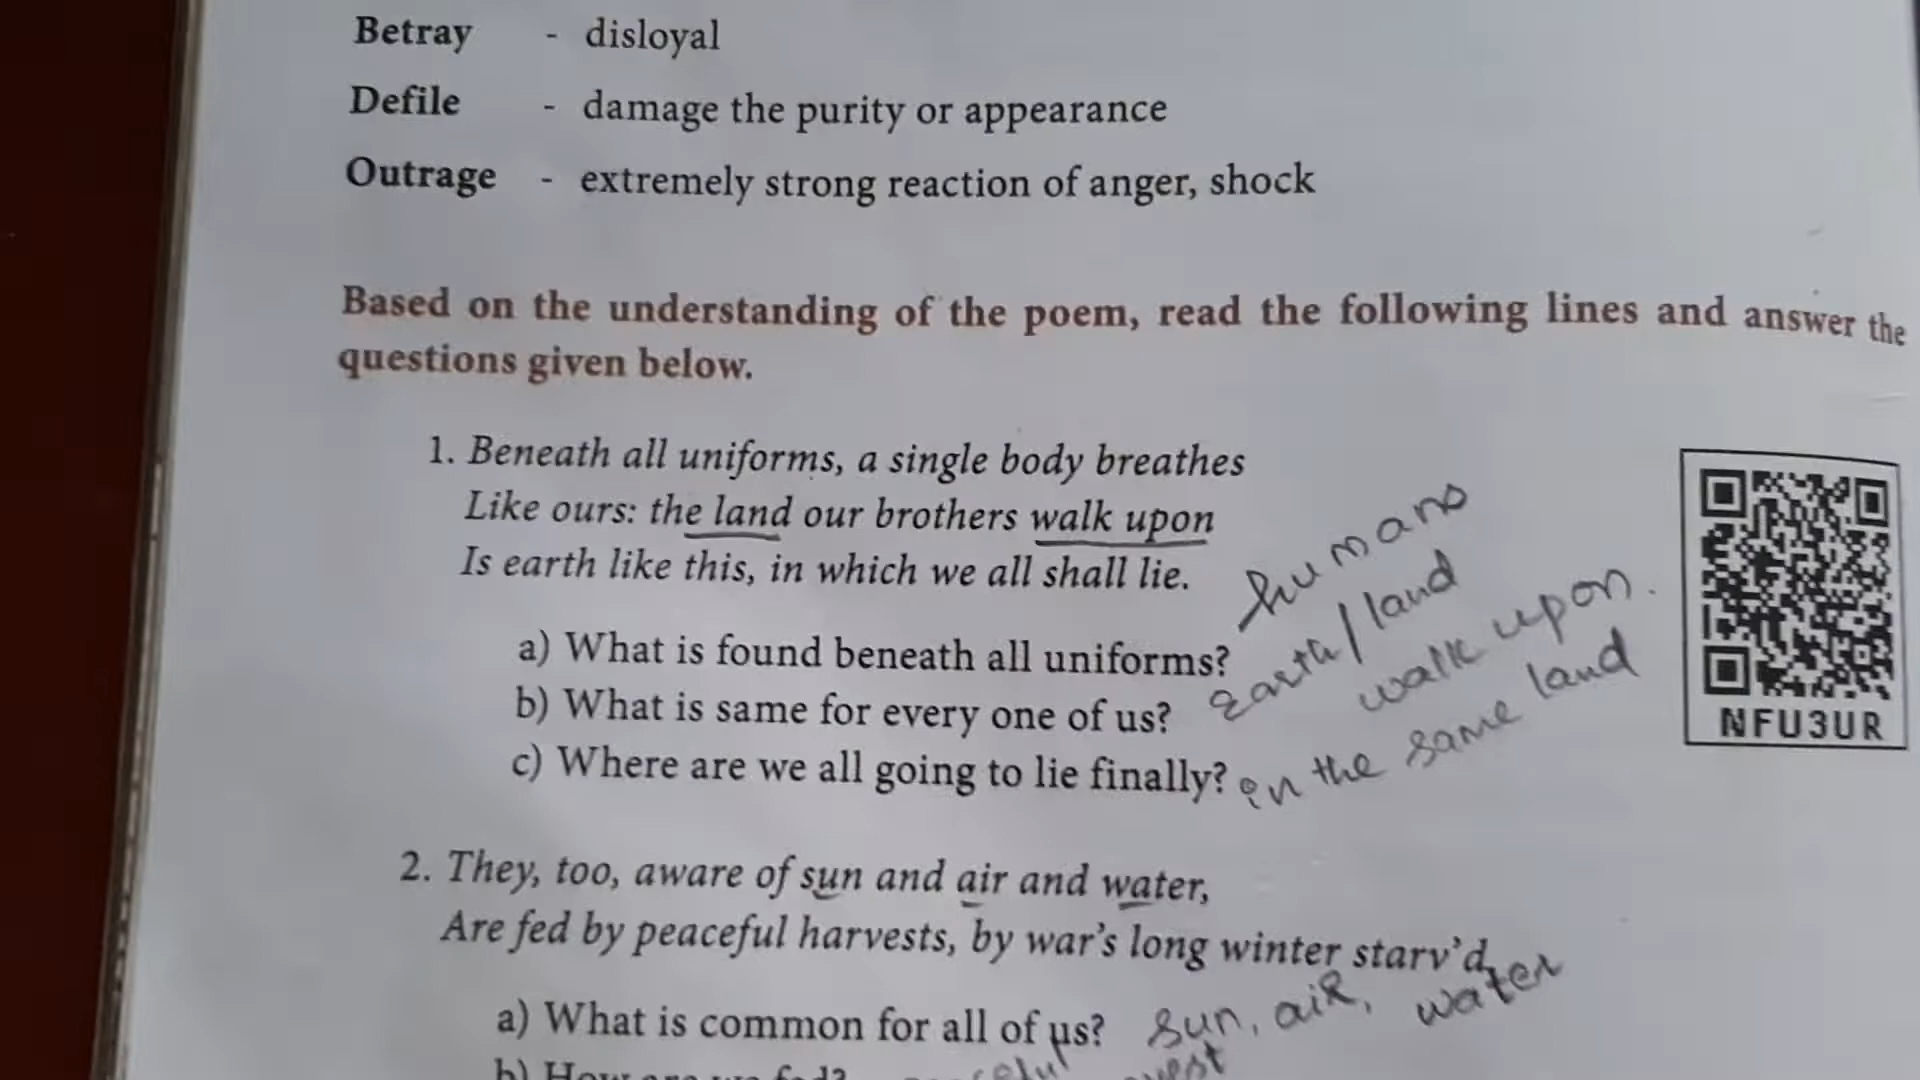 Betray - disloyal
Defile - damage the purity or appearance
Outrage - extremely strong reaction of anger, shock
Based on the understanding of the poem, read the following lines and answer the
questions given below.
1. Beneath all uniforms, a single body breathes
Like ours: the land our brothers walk upon
Is earth like this, in which we all shall lie.
a) What is found beneath all uniforms? humans
b) What is same for every one of us? Earth/land
walk upon.
c) Where are we all going to lie finally? in the same land
NFU3UR
2. They, too, aware of sun and air and water,
Are fed by peaceful harvests, by war's long winter starv'd,
a) What is common for all of us? Sun, air, water
b) How are we fed?